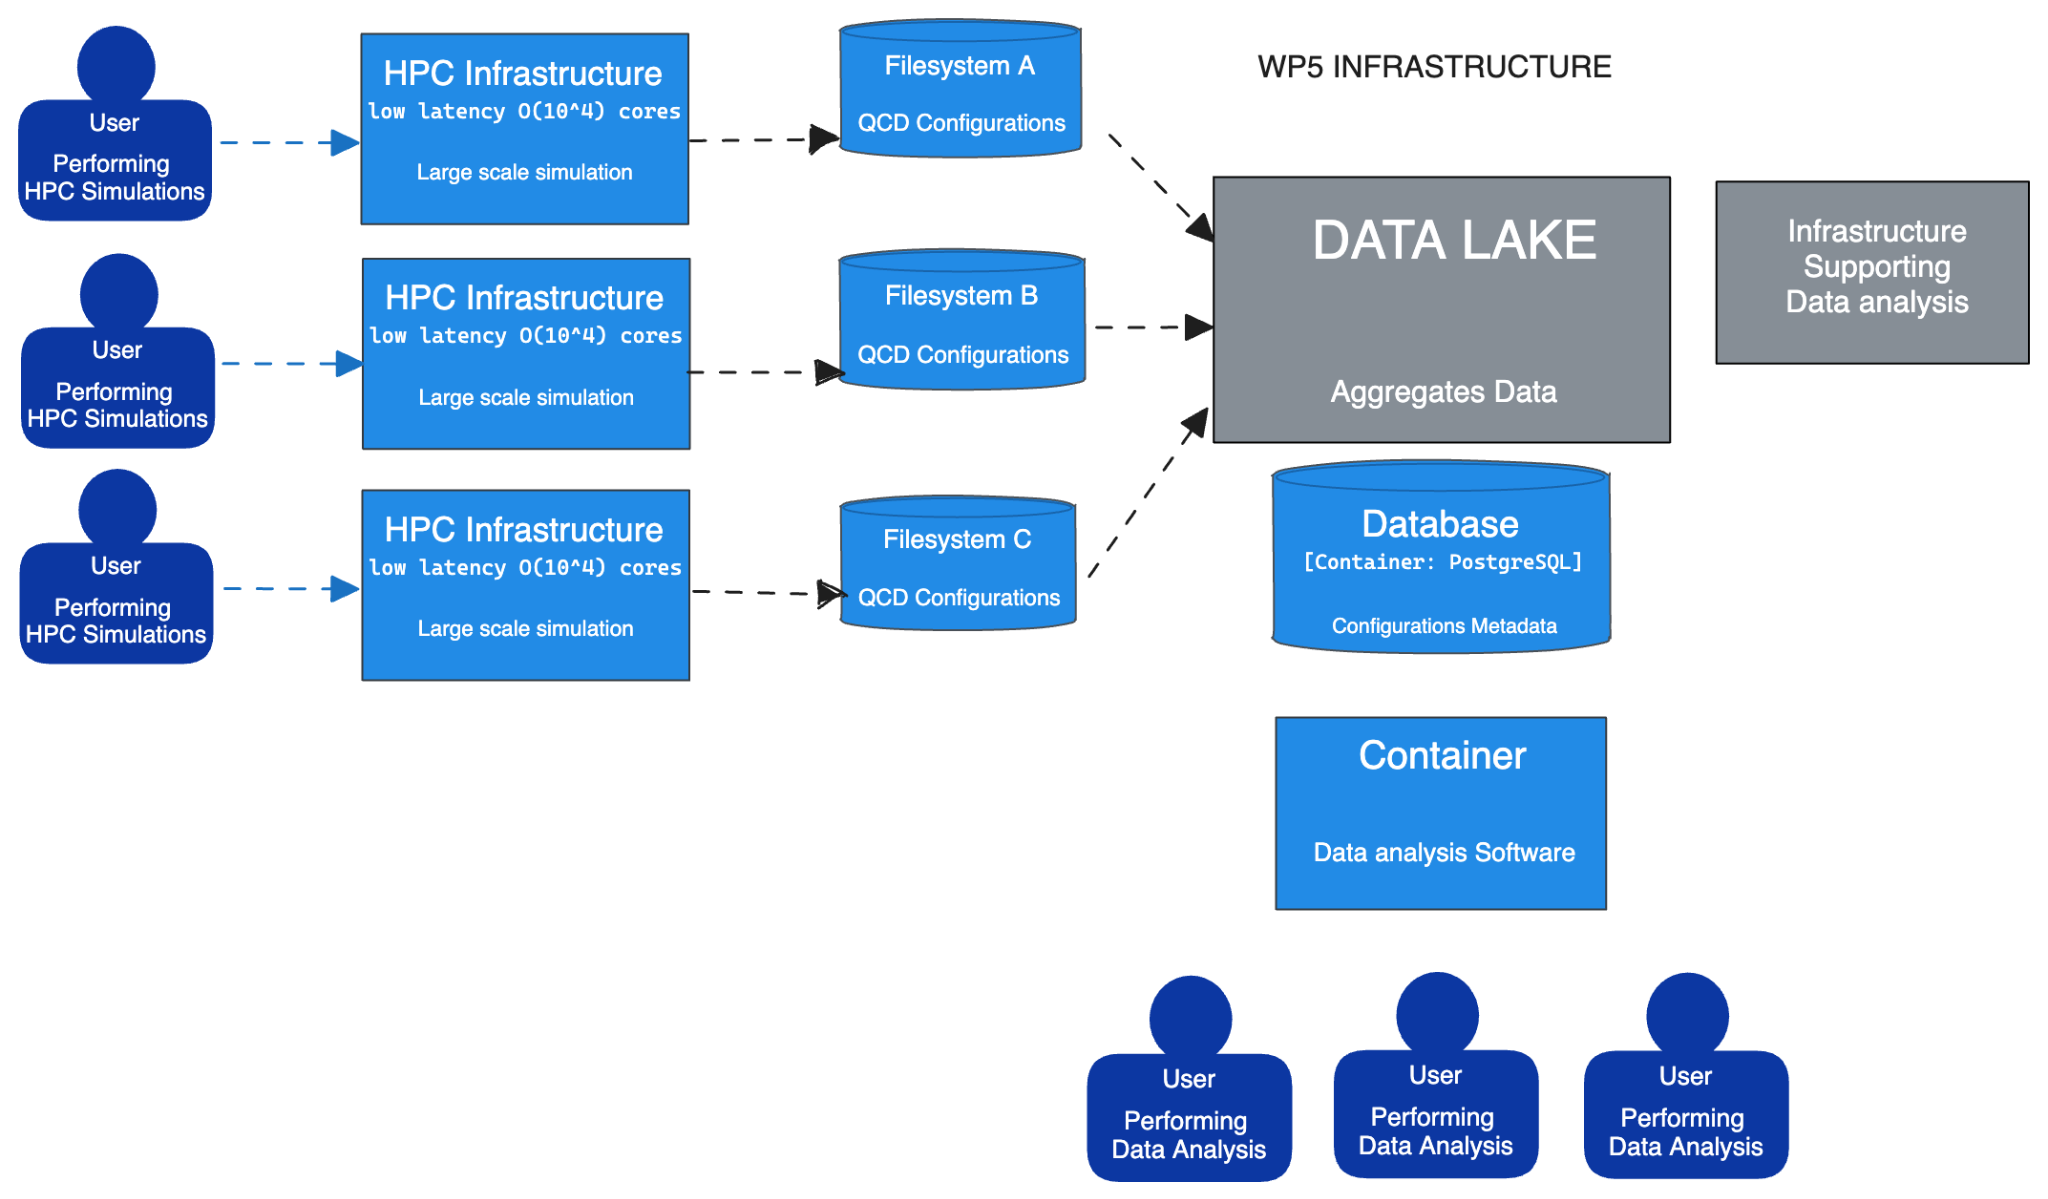 User
Performing
HPC Simulations
HPC Infrastructure
low latency O(10^4) cores
Large scale simulation
Filesystem A
QCD Configurations
User
Performing
HPC Simulations
HPC Infrastructure
low latency O(10^4) cores
Large scale simulation
Filesystem B
QCD Configurations
User
Performing
HPC Simulations
HPC Infrastructure
low latency O(10^4) cores
Large scale simulation
Filesystem C
QCD Configurations
WP5 INFRASTRUCTURE
DATA LAKE
Aggregates Data
Infrastructure
Supporting
Data analysis
Database
[Container: PostgreSQL]
Configurations Metadata
Container
Data analysis Software
User
Performing
Data Analysis
User
Performing
Data Analysis
User
Performing
Data Analysis